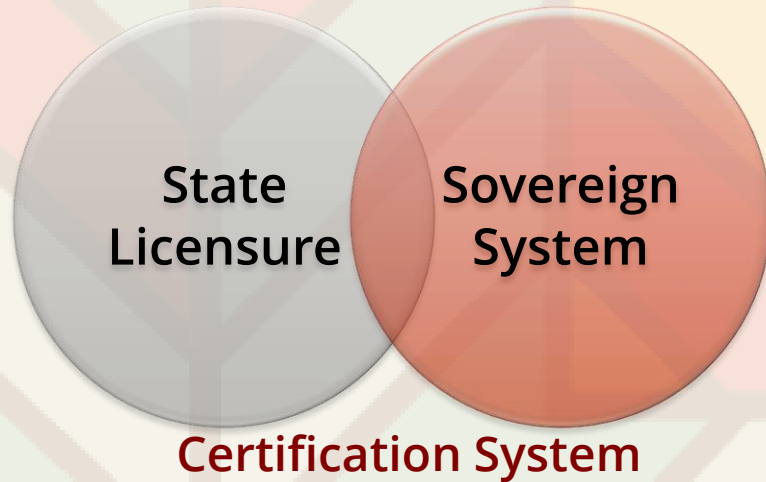 State
Licensure
Sovereign
System
Certification System